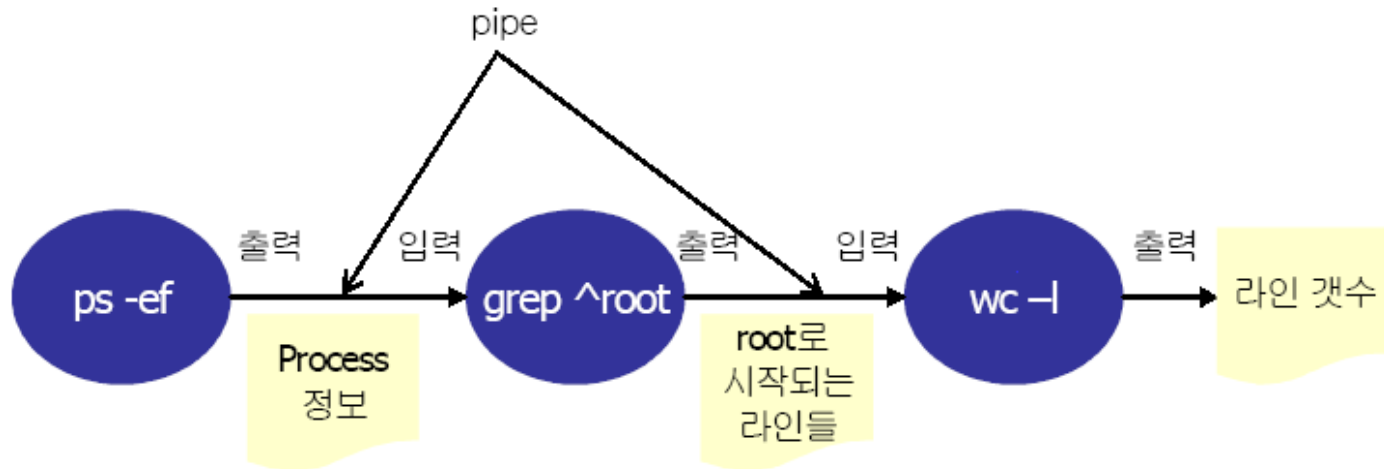 pipe
출력
입력
출력
입력
출력
ps -ef
grep ^root
wc –l
라인 갯수
Process
정보
root로
시작되는
라인들